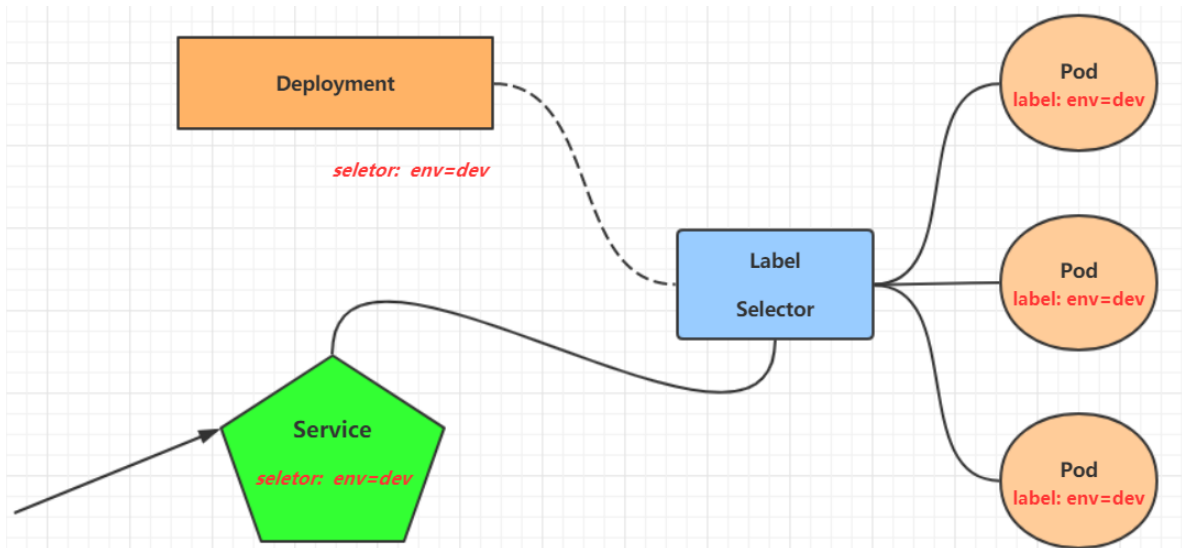 Deployment
seletor: env=dev
Label
Selector
Service
seletor: env=dev
Pod
label: env=dev
Pod
label: env=dev
Pod
label: env=dev